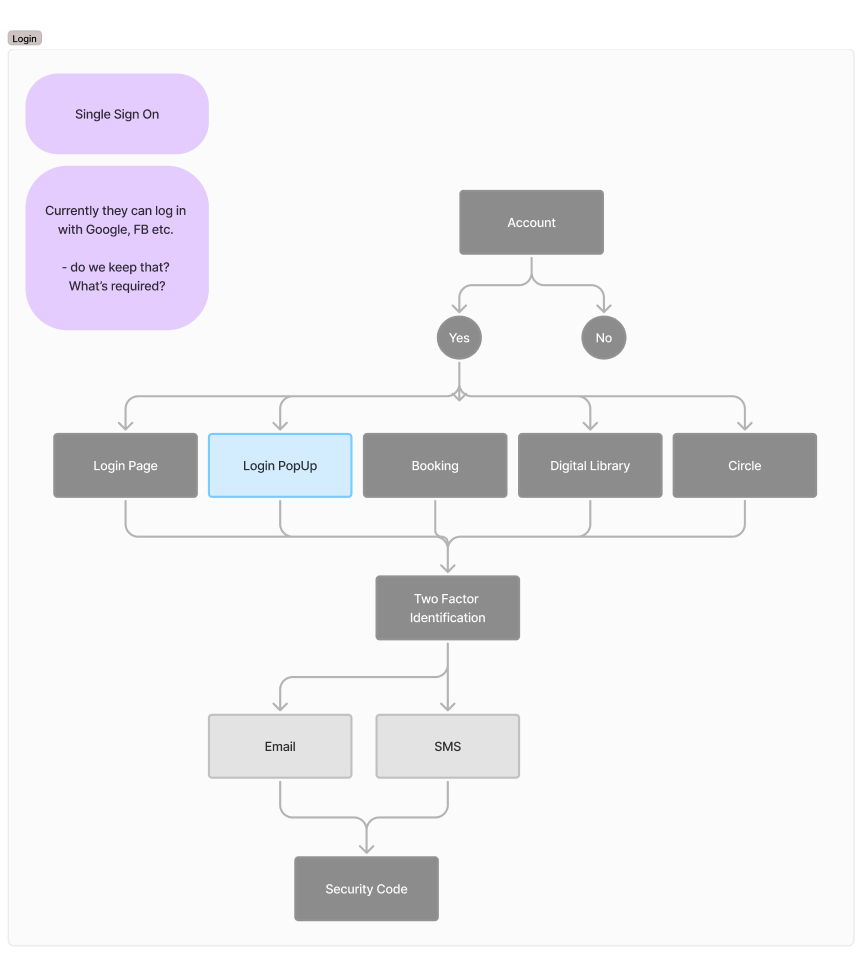 Login
Single Sign On
Currently they can log in
with Google, FB etc.
- do we keep that?
What's required?
Account
Yes
No
Login Page
Login PopUp
Booking
Digital Library
Circle
Two Factor
Identification
Email
SMS
Security Code